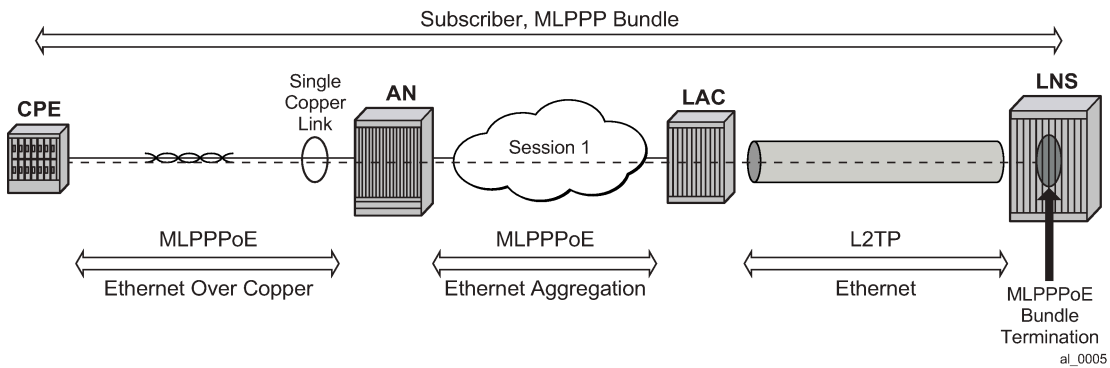 Subscriber, MLPPP Bundle
CPE
Single
Copper
Link
AN
Session 1
LAC
LNS
MLPPPoE
Ethernet Over Copper
MLPPPoE
Ethernet Aggregation
L2TP
Ethernet
MLPPPoE
Bundle
Termination
al_0005